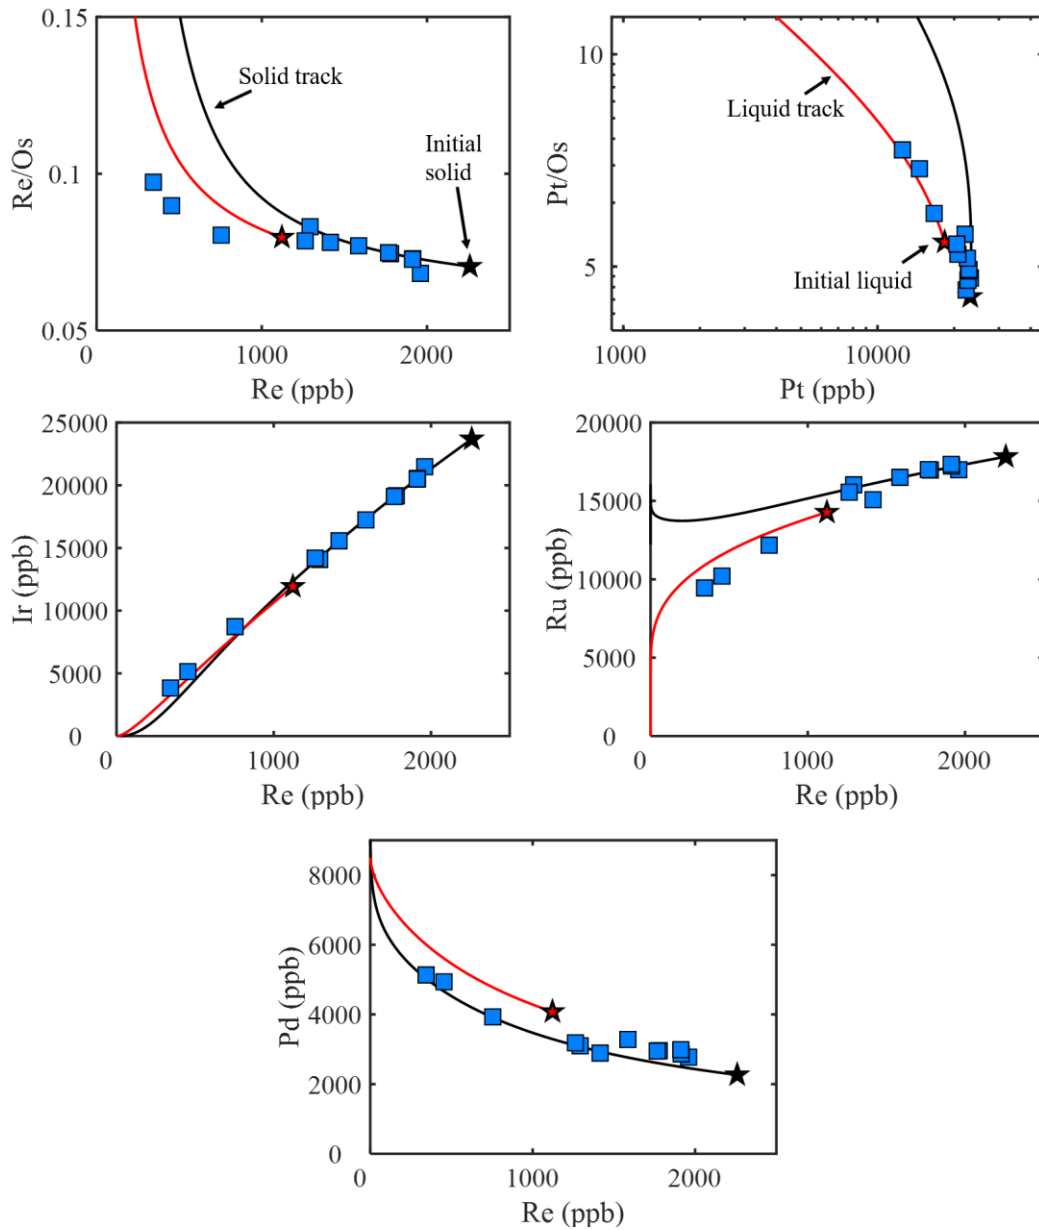 0.15
0.1
0.05
Re/Os
Solid track
Initial
solid
0
1000
2000
Re (ppb)
10
5
Pt/Os
Liquid track
Initial liquid
1000
10000
Pt (ppb)
25000
20000
15000
10000
5000
0
Ir (ppb)
0
1000
2000
Re (ppb)
20000
15000
10000
5000
0
Ru (ppb)
0
1000
2000
Re (ppb)
8000
6000
4000
2000
0
Pd (ppb)
0
1000
2000
Re (ppb)